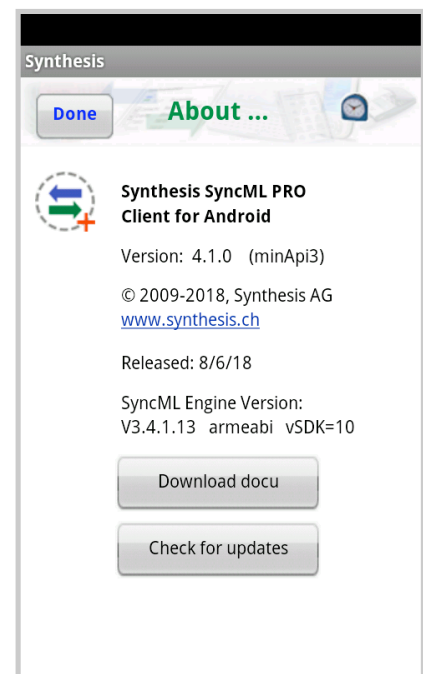 Synthesis
Done
About ...
Synthesis SyncML PRO
Client for Android
Version:  4.1.0   (minApi3)
© 2009-2018, Synthesis AG
www.synthesis.ch
Released: 8/6/18
SyncML Engine Version:
V3.4.1.13  armeabi  vSDK=10
Download docu
Check for updates